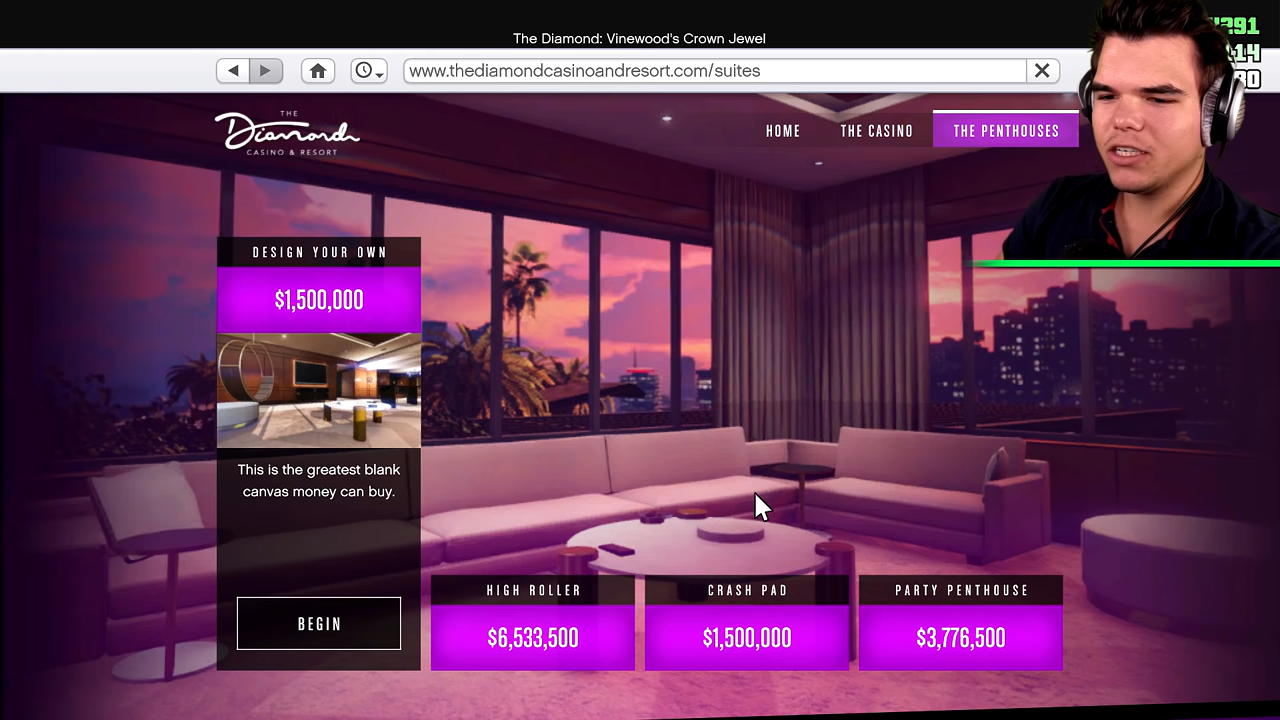 The Diamond: Vinewood's Crown Jewel
www.thediamondcasinoandresort.com/suites
THE
Diamond
CASINO & RESORT
HOME
THE CASINO
THE PENTHOUSES
DESIGN YOUR OWN
$1,500,000
This is the greatest blank
canvas money can buy.
BEGIN
HIGH ROLLER
$6,533,500
CRASH PAD
$1,500,000
PARTY PENTHOUSE
$3,776,500